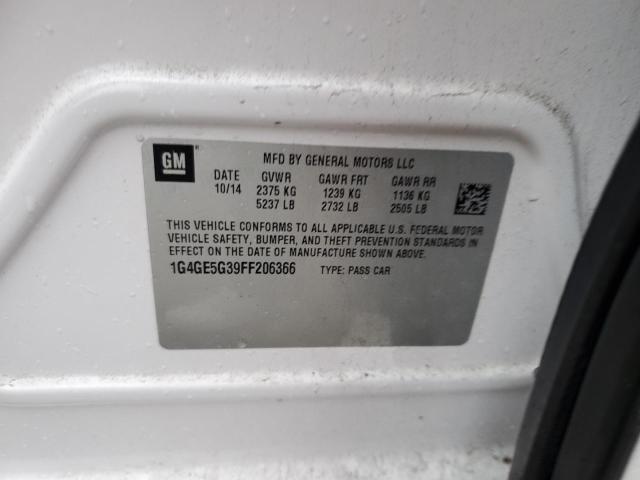 GM
MFD BY GENERAL MOTORS LLC
DATE GVWR GAWR FRT GAWR RR
10/14 2375 KG 1239 KG 1136 KG
5237 LB 2732 LB 2505 LB
THIS VEHICLE CONFORMS TO ALL APPLICABLE U.S. FEDERAL MOTOR
VEHICLE SAFETY, BUMPER, AND THEFT PREVENTION STANDARDS IN
EFFECT ON THE DATE OF MANUFACTURE SHOWN ABOVE.
1G4GE5G39FF206366 TYPE: PASS CAR